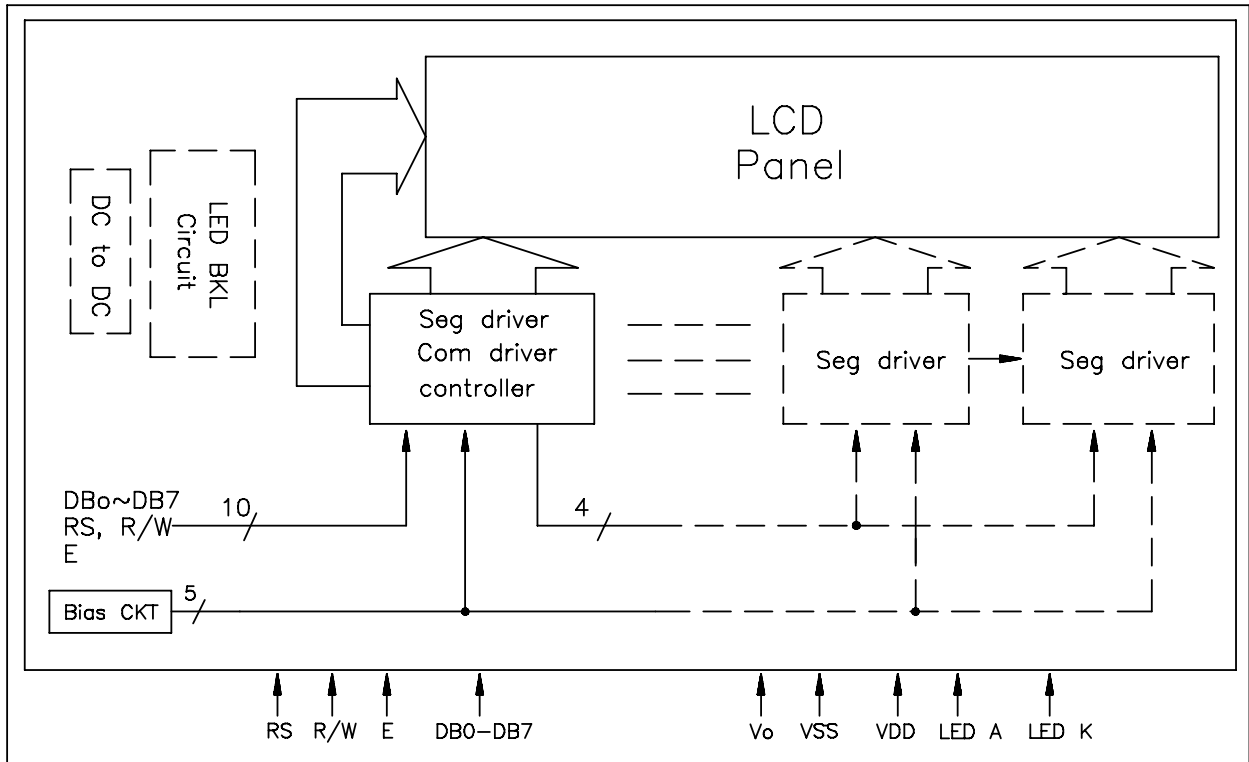 LCD
Panel
DC to DC
LED BKL
Circuit
Seg driver
Com driver
controller
Seg driver
Seg driver
DBo~DB7
RS, R/W
E
10
4
Bias CKT
5
RS
R/W
E
DB0-DB7
Vo
VSS
VDD
LED A
LED K